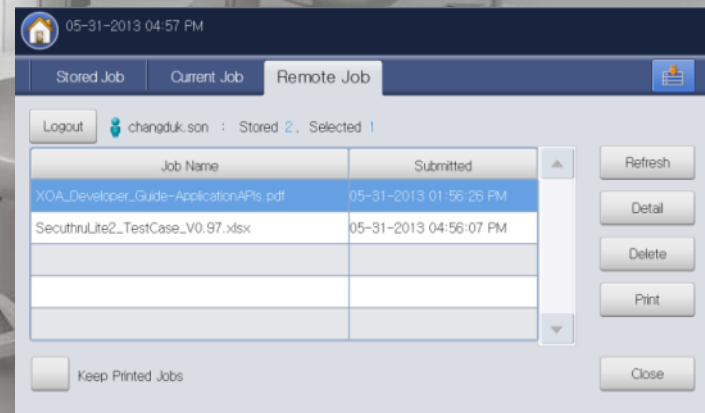 05-31-2013 04:57 PM
Stored Job Current Job Remote Job
Logout changduk.son : Stored 2, Selected 1
Job Name Submitted Refresh
XOA_Developer_Guide-ApplicationAPIs.pdf 05-31-2013 01:56:26 PM
Detail
SecuthruLite2_TestCase_V0.97.xlsx 05-31-2013 04:56:07 PM
Delete
Print
Keep Printed Jobs Close